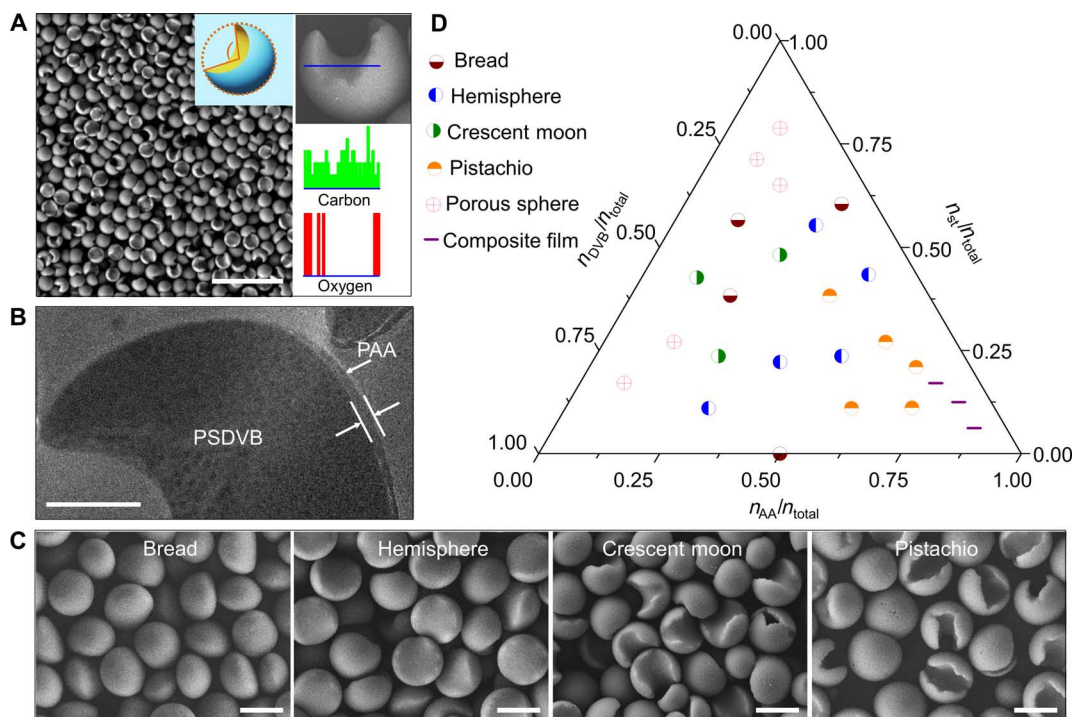 A
Carbon
Oxygen
B
PAA
PSDVB
C
Bread
Hemisphere
Crescent moon
Pistachio
D
Bread
Hemisphere
Crescent moon
Pistachio
Porous sphere
Composite film
0.00
0.25
0.50
0.75
1.00
nDVB/ntotal
1.00
0.75
0.50
0.25
0.00
nst/ntotal
0.00
0.25
0.50
0.75
1.00
nAA/ntotal